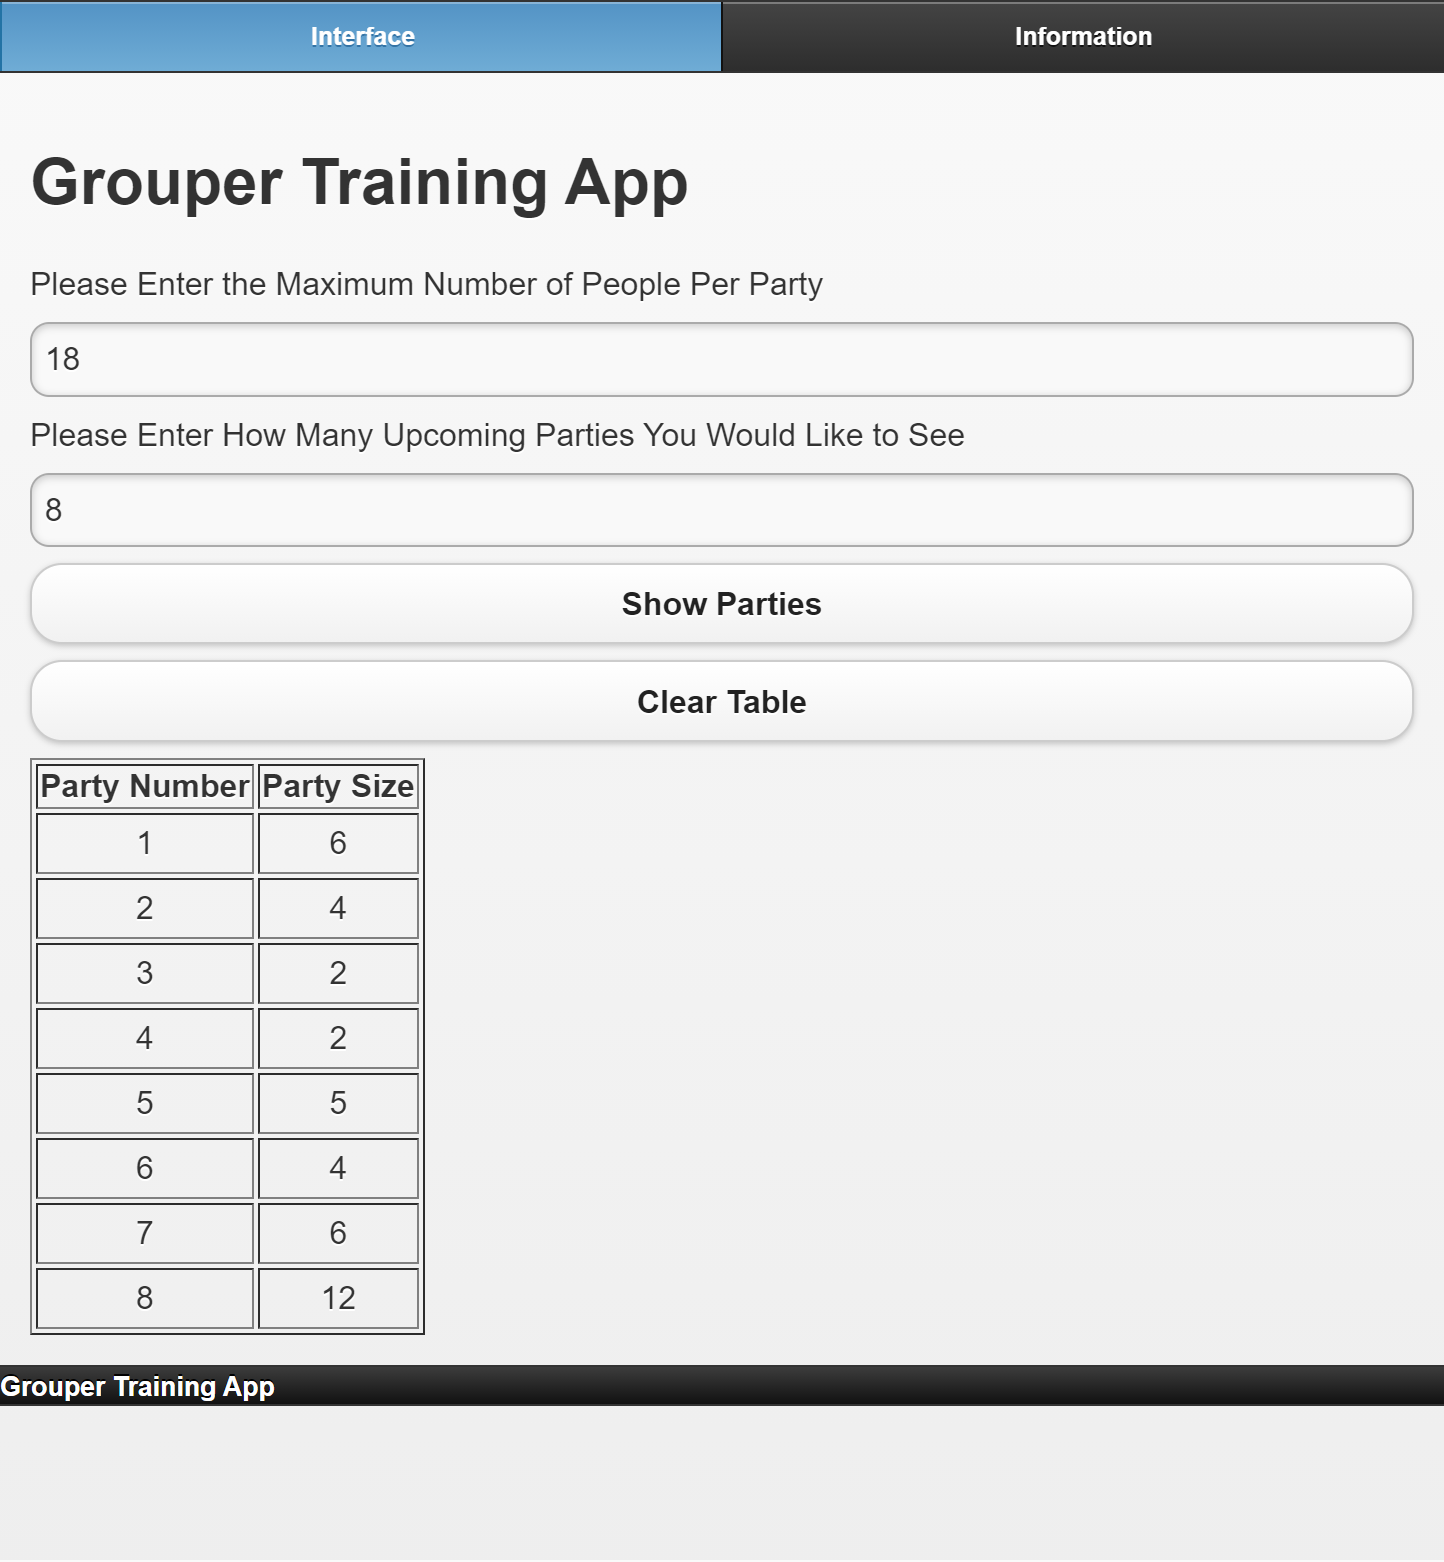 Interface Information
Grouper Training App
Please Enter the Maximum Number of People Per Party
18
Please Enter How Many Upcoming Parties You Would Like to See
8
Show Parties
Clear Table
Party Number Party Size
1 6
2 4
3 2
4 2
5 5
6 4
7 6
8 12
Grouper Training App